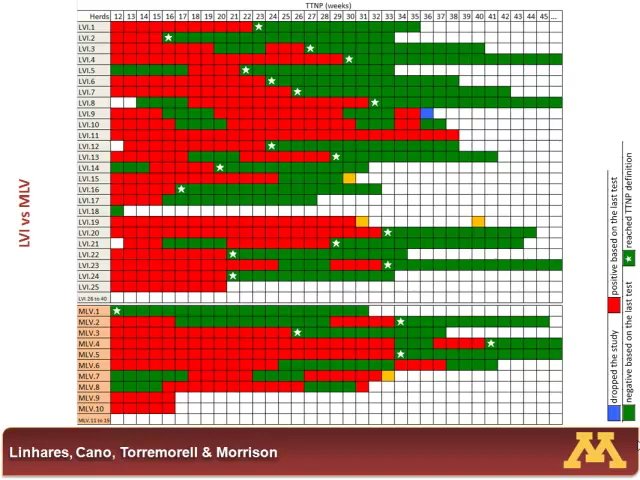 TTNP (weeks)
Herds 12 13 14 15 16 17 18 19 20 21 22 23 24 25 26 27 28 29 30 31 32 33 34 35 36 37 38 39 40 41 42 43 44 45 ...
LVI.1
LVI.2
LVI.3
LVI.4
LVI.5
LVI.6
LVI.7
LVI.8
LVI.9
LVI.10
LVI.11
LVI.12
LVI.13
LVI.14
LVI.15
LVI.16
LVI.17
LVI.18
LVI.19
LVI.20
LVI.21
LVI.22
LVI.23
LVI.24
LVI.25
LVI.26 to 40
MLV.1
MLV.2
MLV.3
MLV.4
MLV.5
MLV.6
MLV.7
MLV.8
MLV.9
MLV.10
MLV.11 to 15
LVI vs MLV
dropped the study
positive based on the last test
negative based on the last test
reached TTNP definition
Linhares, Cano, Torremorell & Morrison
M